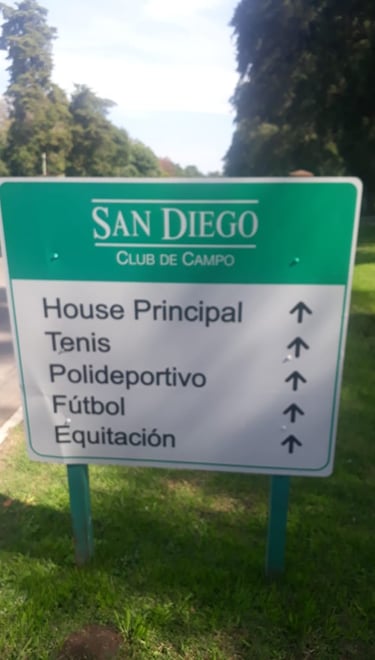 SAN DIEGO
CLUB DE CAMPO
House Principal ↑
Tenis ↑
Polideportivo ↑
Fútbol ↑
Equitación ↑